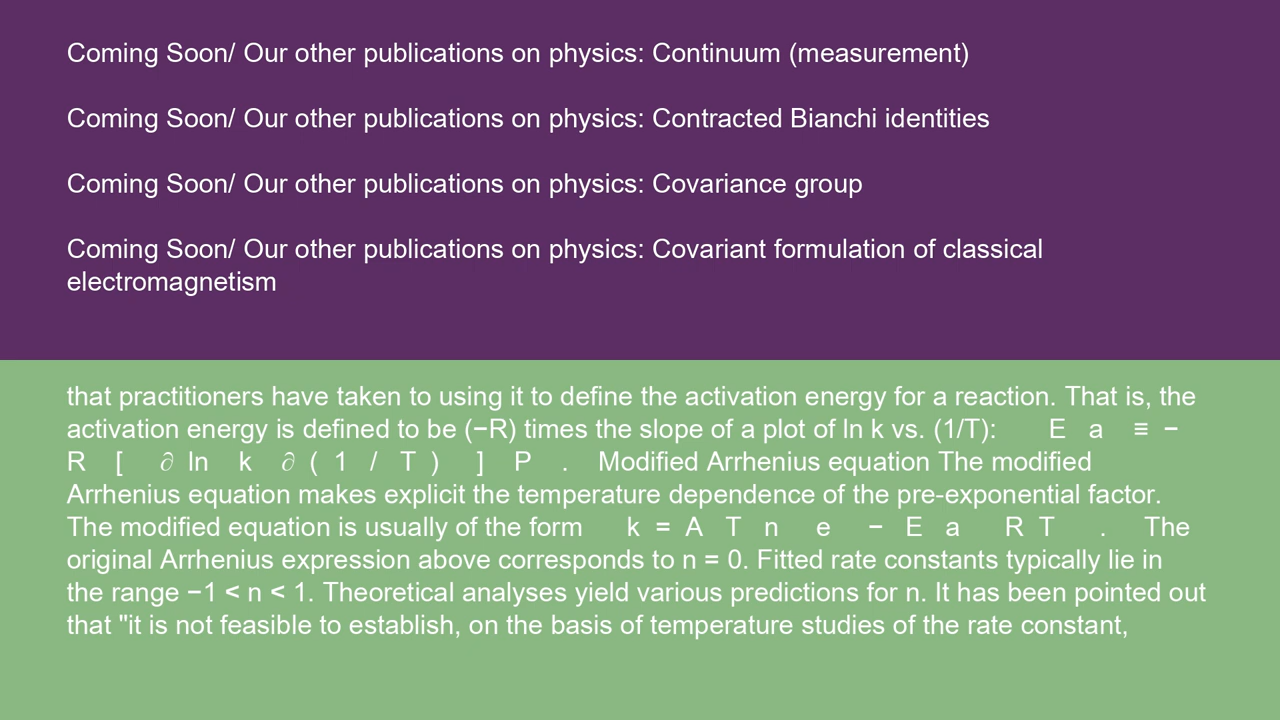 Coming Soon/ Our other publications on physics: Continuum (measurement)
Coming Soon/ Our other publications on physics: Contracted Bianchi identities
Coming Soon/ Our other publications on physics: Covariance group
Coming Soon/ Our other publications on physics: Covariant formulation of classical
electromagnetism
that practitioners have taken to using it to define the activation energy for a reaction. That is, the
activation energy is defined to be (−R) times the slope of a plot of ln k vs. (1/T): E a ≡ −
R [ ∂ ln k ∂ ( 1 / T ) ] P . Modified Arrhenius equation The modified
Arrhenius equation makes explicit the temperature dependence of the pre-exponential factor.
The modified equation is usually of the form k = A T n e − E a R T . The
original Arrhenius expression above corresponds to n = 0. Fitted rate constants typically lie in
the range −1 < n < 1. Theoretical analyses yield various predictions for n. It has been pointed out
that "it is not feasible to establish, on the basis of temperature studies of the rate constant,